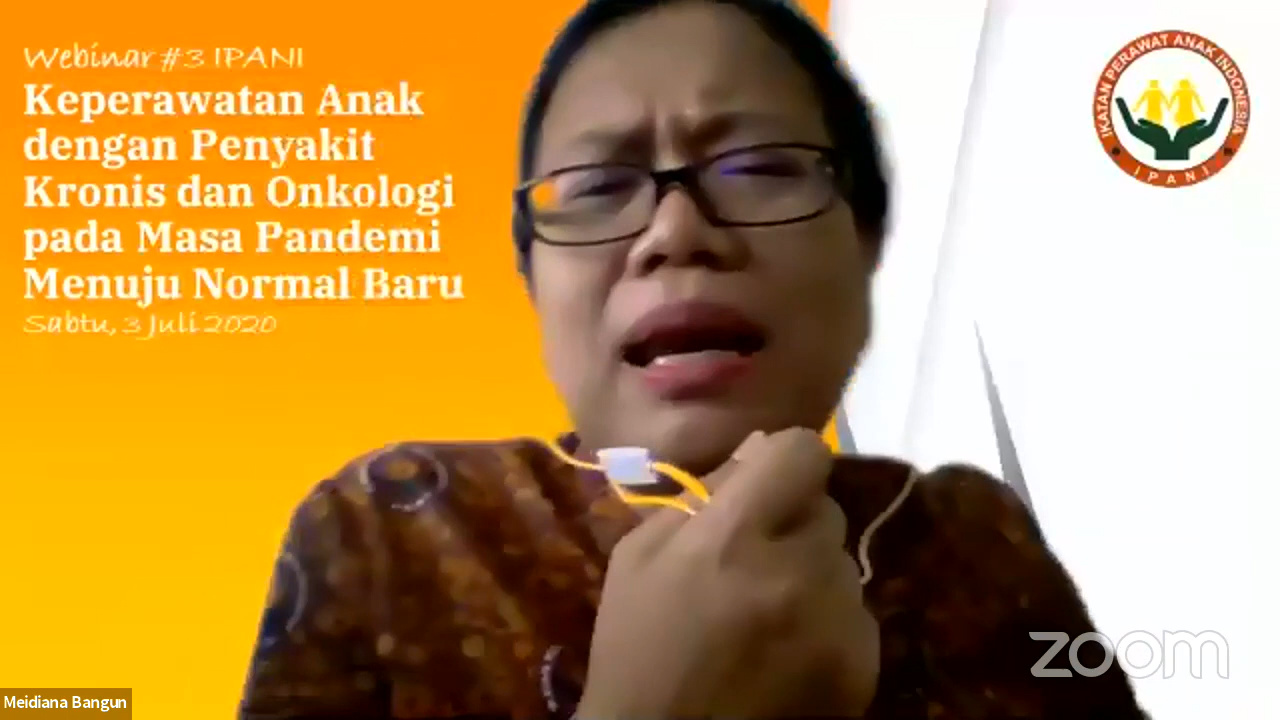 Webinar #3 IPANI
Keperawatan Anak
dengan Penyakit
Kronis dan Onkologi
pada Masa Pandemi
Menuju Normal Baru
Sabtu, 3 Juli 2020
IKATAN PERAWAT ANAK INDONESIA
IPANI
zoom
Meidiana Bangun